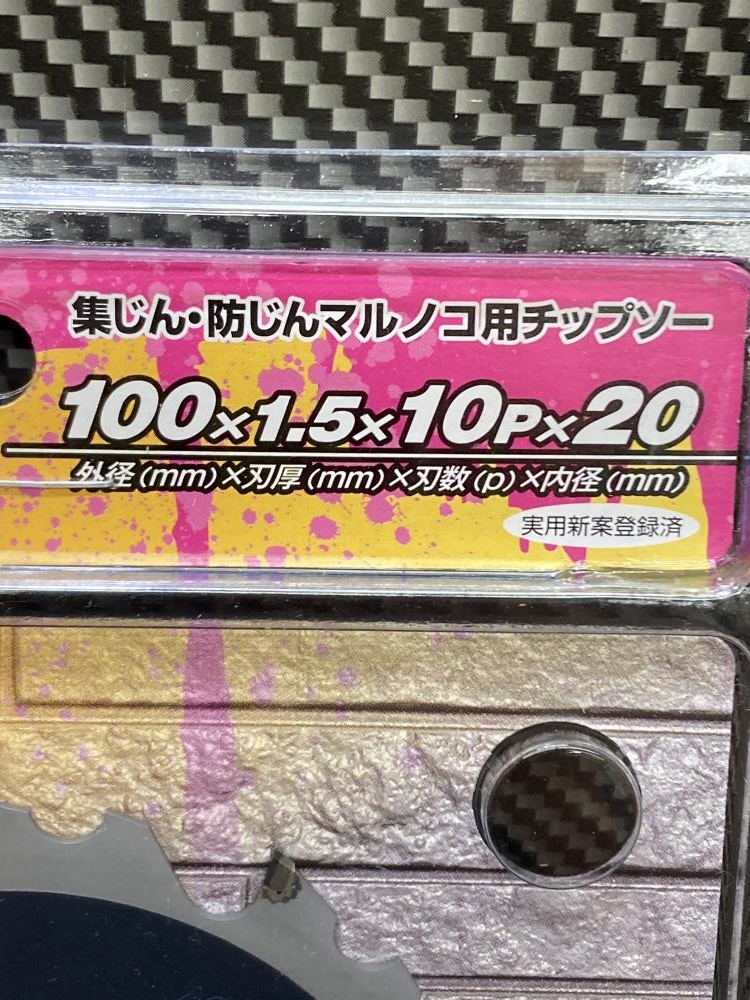 集じん・防じんマルノコ用チップソー
100×1.5×10P×20
外径(mm)×刃厚(mm)×刃数(p)×内径(mm)
実用新案登録済